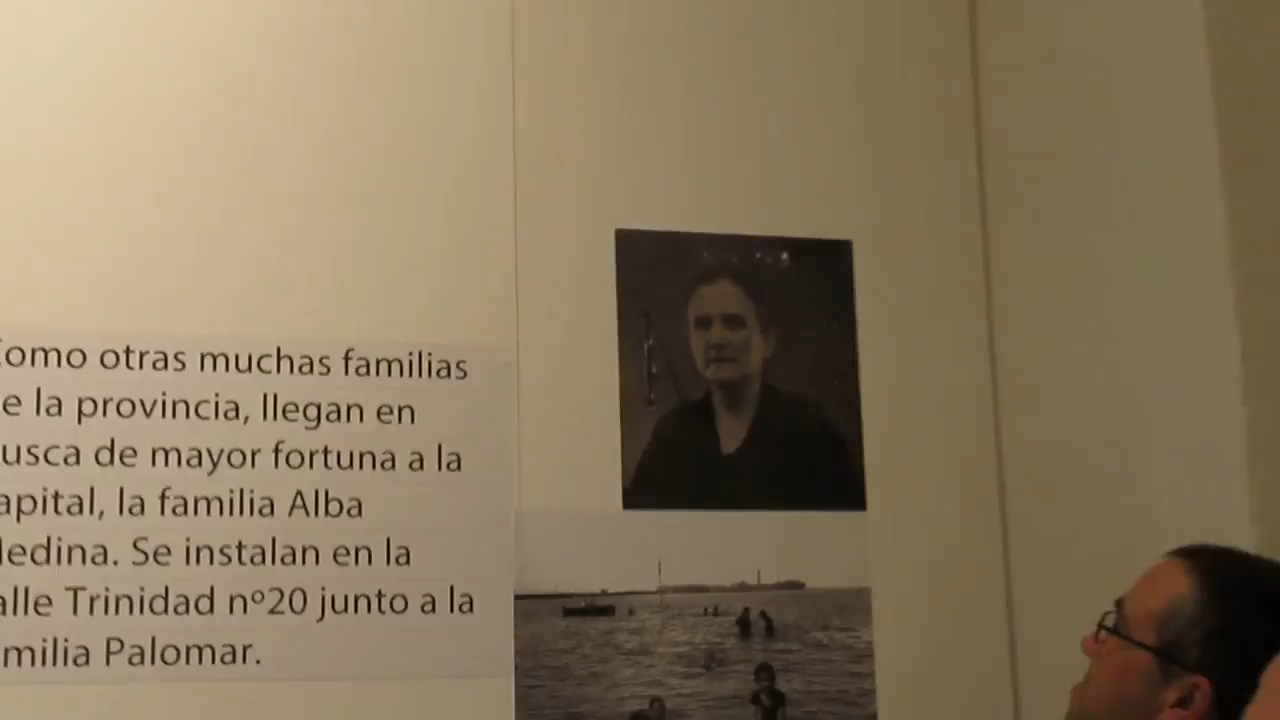 Como otras muchas familias
e la provincia, llegan en
usca de mayor fortuna a la
apital, la familia Alba
edina. Se instalan en la
alle Trinidad nº20 junto a la
milia Palomar.